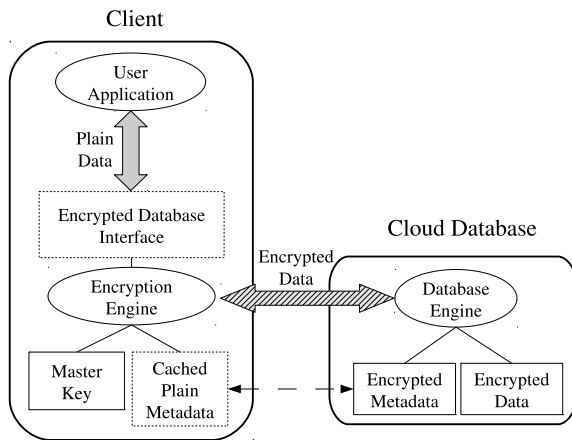 Client
User
Application
Plain
Data
Encrypted Database
Interface
Encryption
Engine
Master
Key
Cached
Plain
Metadata
Encrypted
Data
Cloud Database
Database
Engine
Encrypted
Metadata
Encrypted
Data